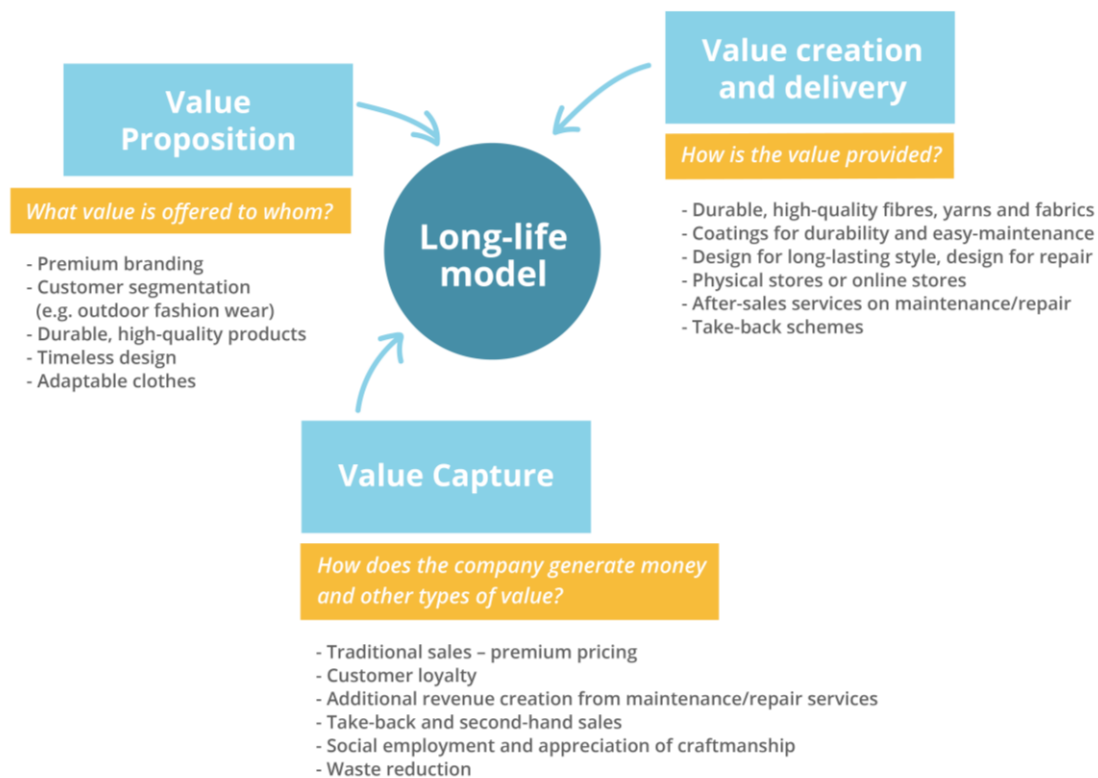 Value
Proposition
What value is offered to whom?
- Premium branding
- Customer segmentation
(e.g. outdoor fashion wear)
- Durable, high-quality products
- Timeless design
- Adaptable clothes
Long-life
model
Value creation
and delivery
How is the value provided?
- Durable, high-quality fibres, yarns and fabrics
- Coatings for durability and easy-maintenance
- Design for long-lasting style, design for repair
- Physical stores or online stores
- After-sales services on maintenance/repair
- Take-back schemes
Value Capture
How does the company generate money
and other types of value?
- Traditional sales – premium pricing
- Customer loyalty
- Additional revenue creation from maintenance/repair services
- Take-back and second-hand sales
- Social employment and appreciation of craftmanship
- Waste reduction